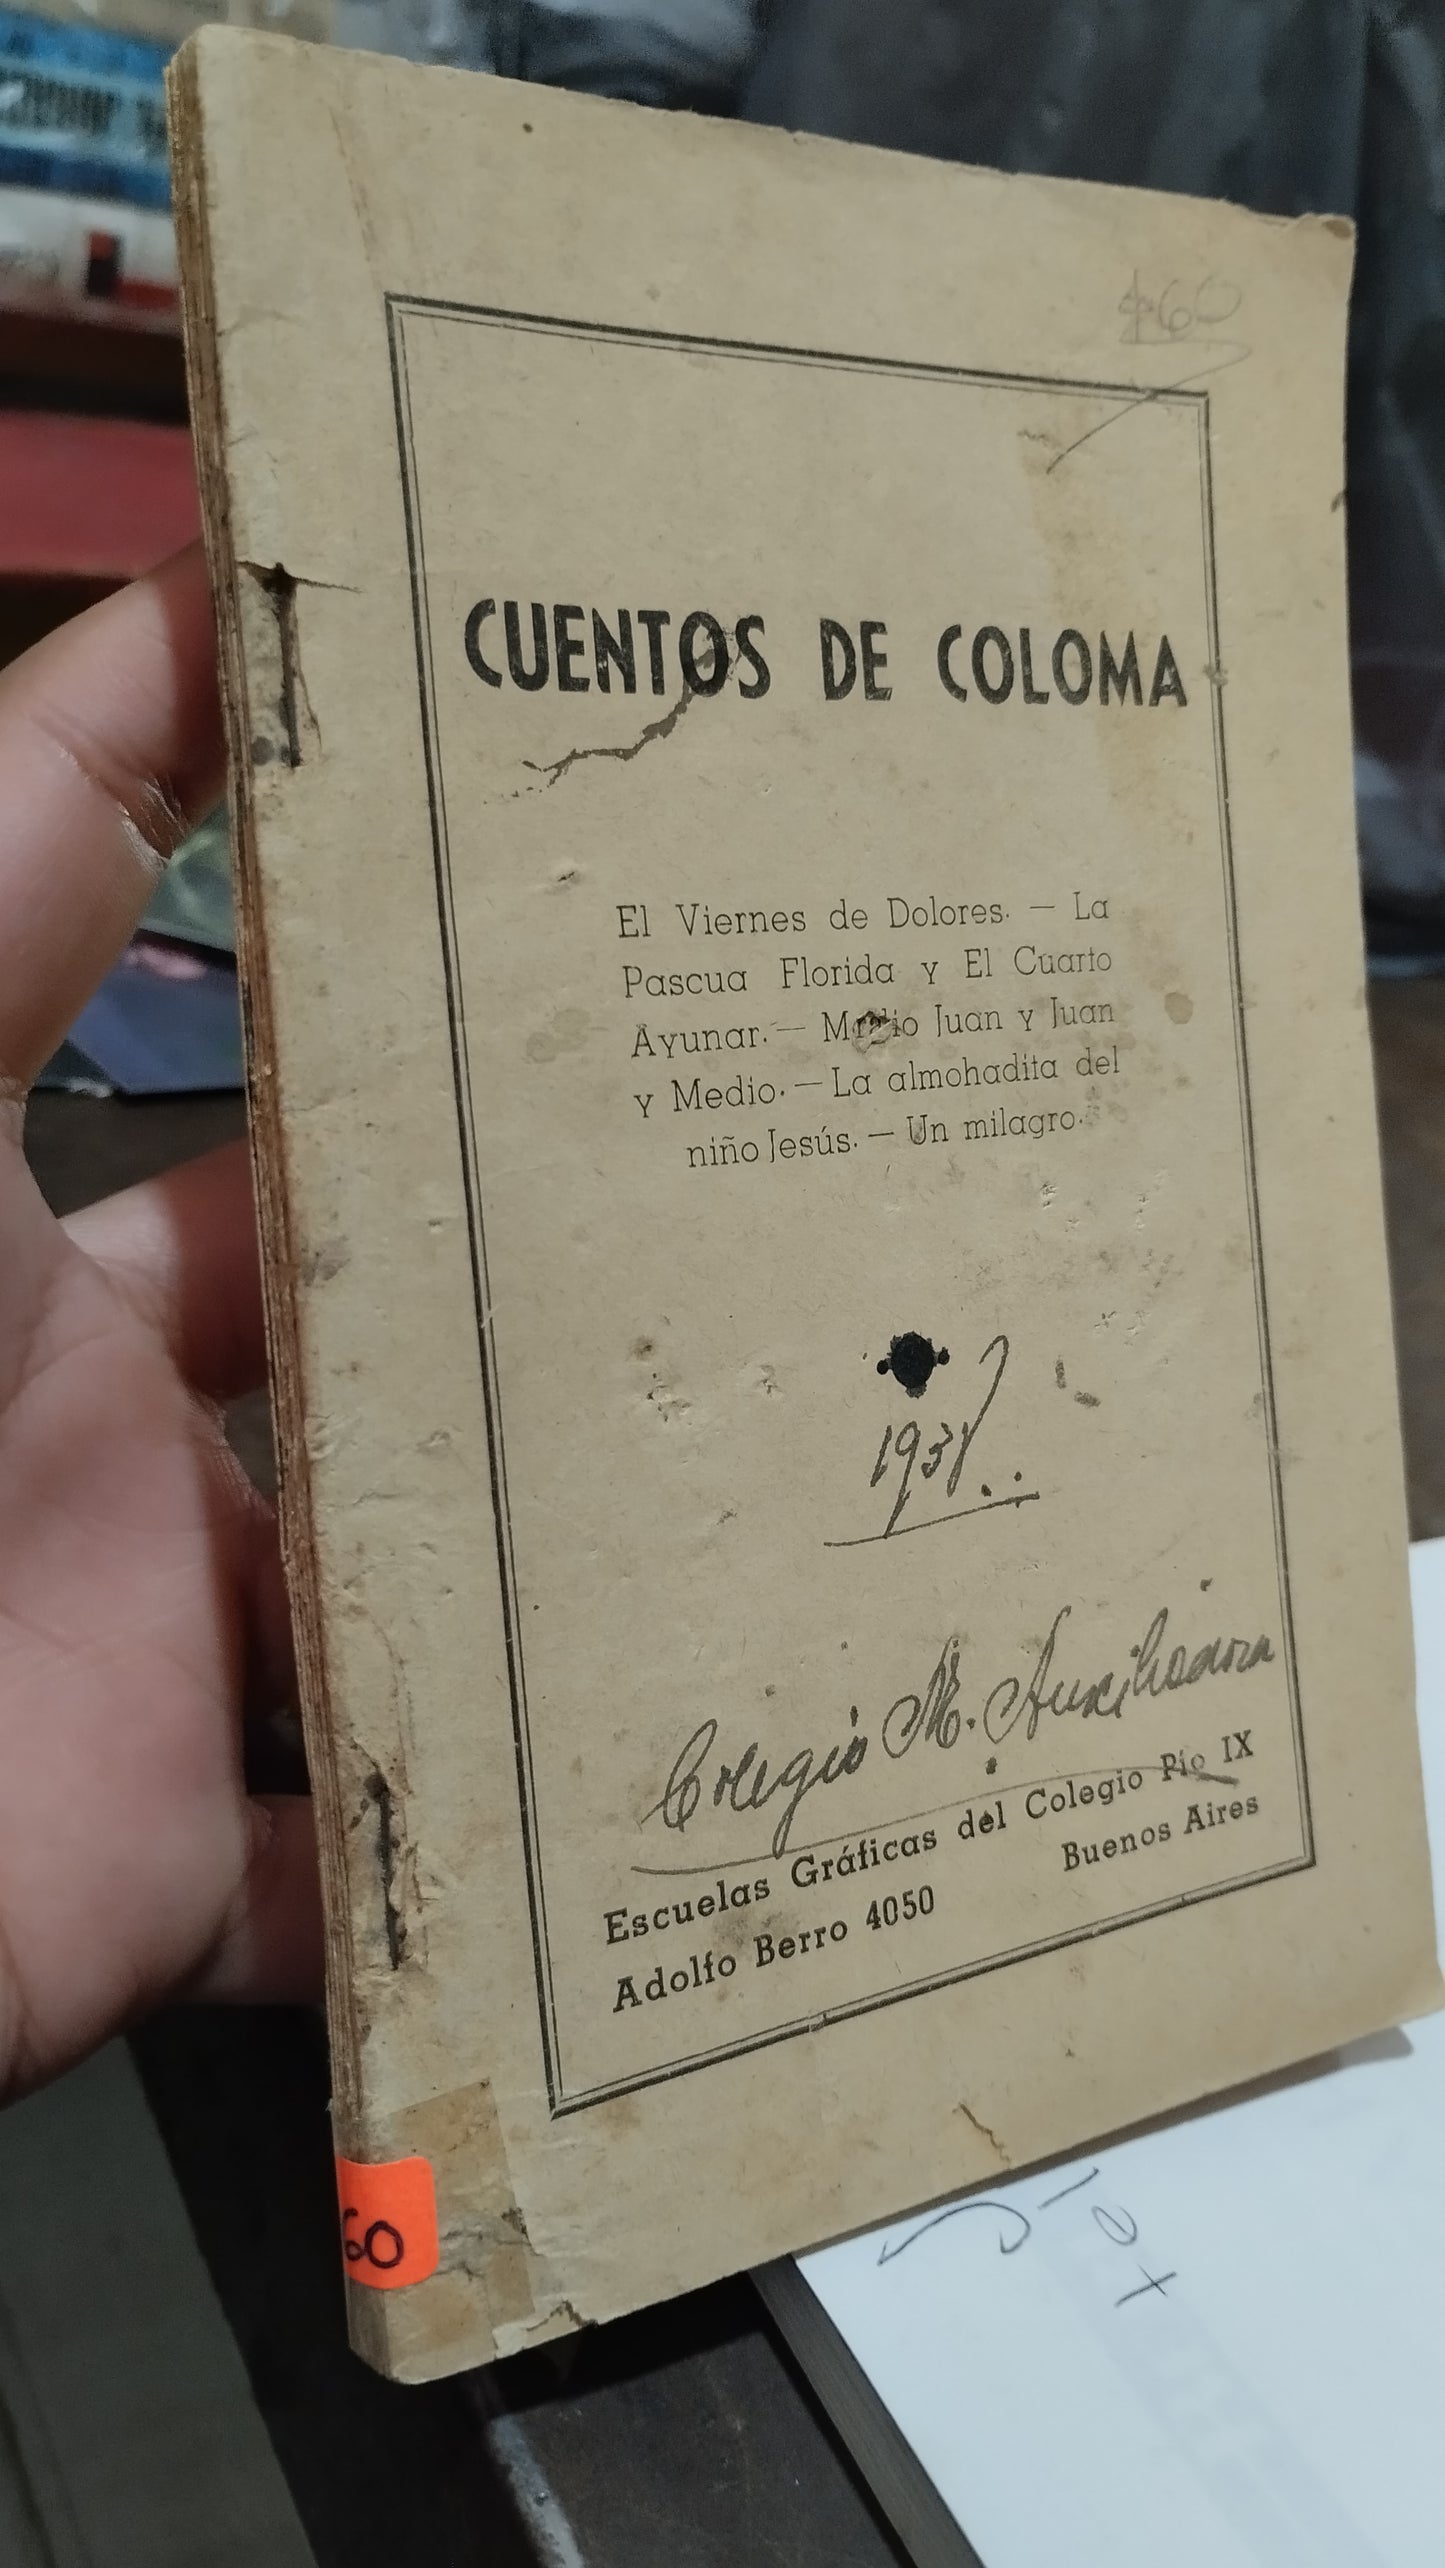 $60
CUENTOS DE COLOMA
El Viernes de Dolores. — La
Pascua Florida y El Cuarto
Ayunar. — Medio Juan y Juan
y Medio. — La almohadita del
niño Jesús. — Un milagro.
Colegio M. Auxiliadora
Escuelas Gráficas del Colegio Pío IX
Adolfo Berro 4050 Buenos Aires
60